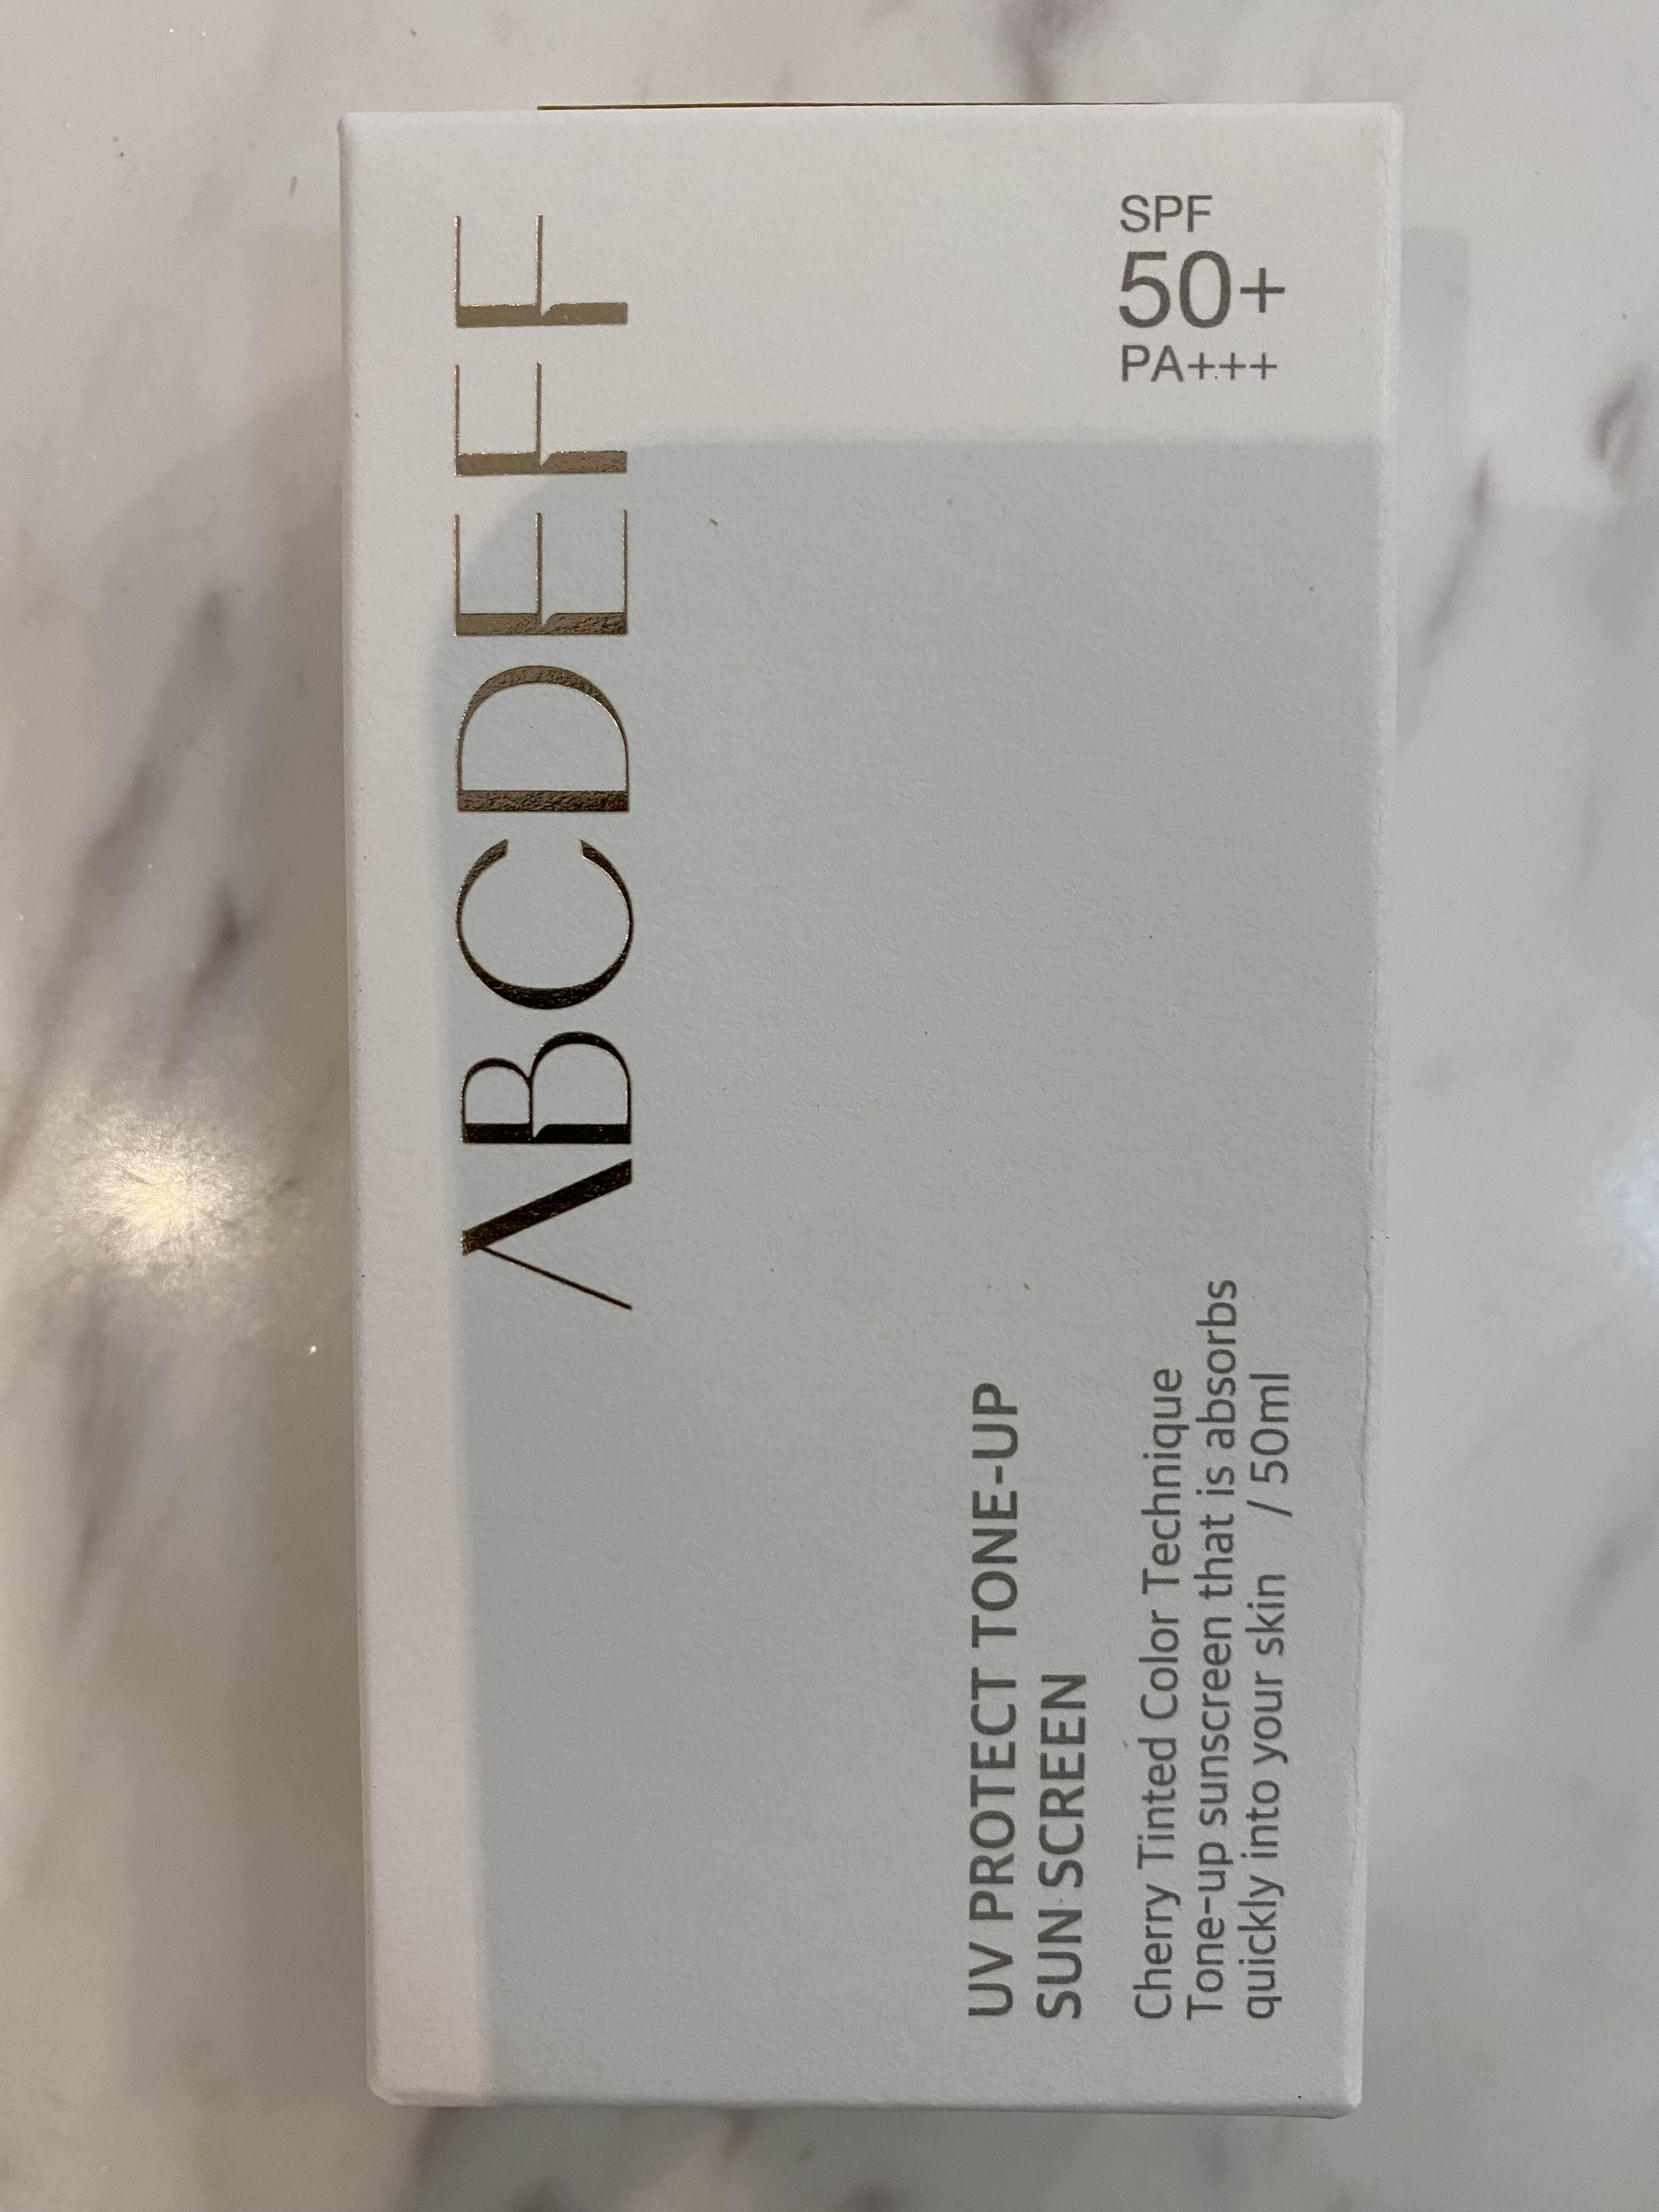 ABCDEFF
SPF
50+
PA+++
UV PROTECT TONE-UP
SUN SCREEN
Cherry Tinted Color Technique
Tone-up sunscreen that is absorbs
quickly into your skin / 50ml